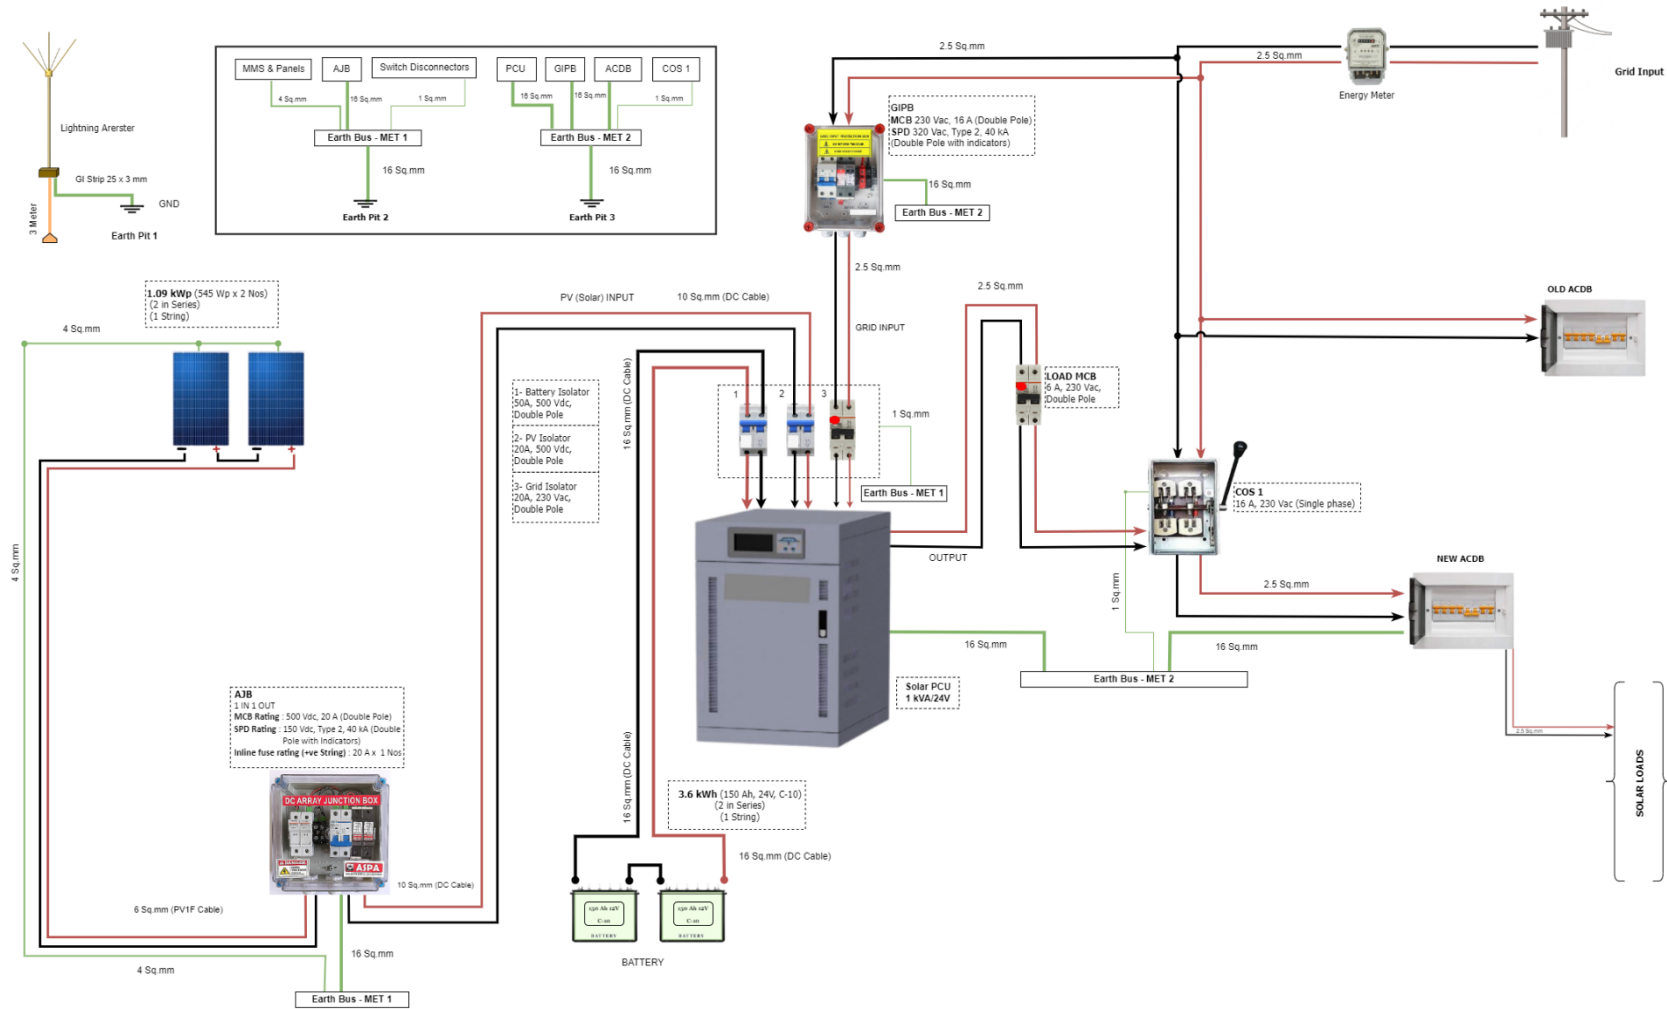 Lightning Arerster
GI Strip 25 x 3 mm
GND
3 Meter
Earth Pit 1
MMS & Panels
AJB
Switch Disconnectors
4 Sq.mm
16 Sq.mm
1 Sq.mm
Earth Bus - MET 1
16 Sq.mm
Earth Pit 2
PCU
GIPB
ACDB
COS 1
16 Sq.mm
16 Sq.mm
1 Sq.mm
Earth Bus - MET 2
16 Sq.mm
Earth Pit 3
2.5 Sq.mm
2.5 Sq.mm
Energy Meter
Grid Input
GIPB
MCB 230 Vac, 16 A (Double Pole)
SPD 320 Vac, Type 2, 40 kA
(Double Pole with indicators)
16 Sq.mm
Earth Bus - MET 2
2.5 Sq.mm
GRID INPUT
1.09 kWp (545 Wp x 2 Nos)
(2 in Series)
(1 String)
4 Sq.mm
4 Sq.mm
PV (Solar) INPUT
10 Sq.mm (DC Cable)
2.5 Sq.mm
OLD ACDB
16 Sq.mm (DC Cable)
1- Battery Isolator
50A, 500 Vdc,
Double Pole
2- PV Isolator
20A, 500 Vdc,
Double Pole
3- Grid Isolator
20A, 230 Vac,
Double Pole
1
2
3
1 Sq.mm
Earth Bus - MET 1
LOAD MCB
6 A, 230 Vac,
Double Pole
COS 1
16 A, 230 Vac (Single phase)
OUTPUT
1 Sq.mm
2.5 Sq.mm
NEW ACDB
16 Sq.mm
16 Sq.mm
Earth Bus - MET 2
Solar PCU
1 kVA/24V
2.5 Sq.mm
SOLAR LOADS
AJB
1 IN 1 OUT
MCB Rating : 500 Vdc, 20 A (Double Pole)
SPD Rating : 150 Vdc, Type 2, 40 kA (Double
Pole with Indicators)
Inline fuse rating (+ve String) : 20 A x 1 Nos
DC ARRAY JUNCTION BOX
ASPA
10 Sq.mm (DC Cable)
6 Sq.mm (PV1F Cable)
16 Sq.mm
4 Sq.mm
Earth Bus - MET 1
16 Sq.mm (DC Cable)
3.6 kWh (150 Ah, 24V, C-10)
(2 in Series)
(1 String)
16 Sq.mm (DC Cable)
150 Ah 12V
C-10
BATTERY
150 Ah 12V
C-10
BATTERY
BATTERY